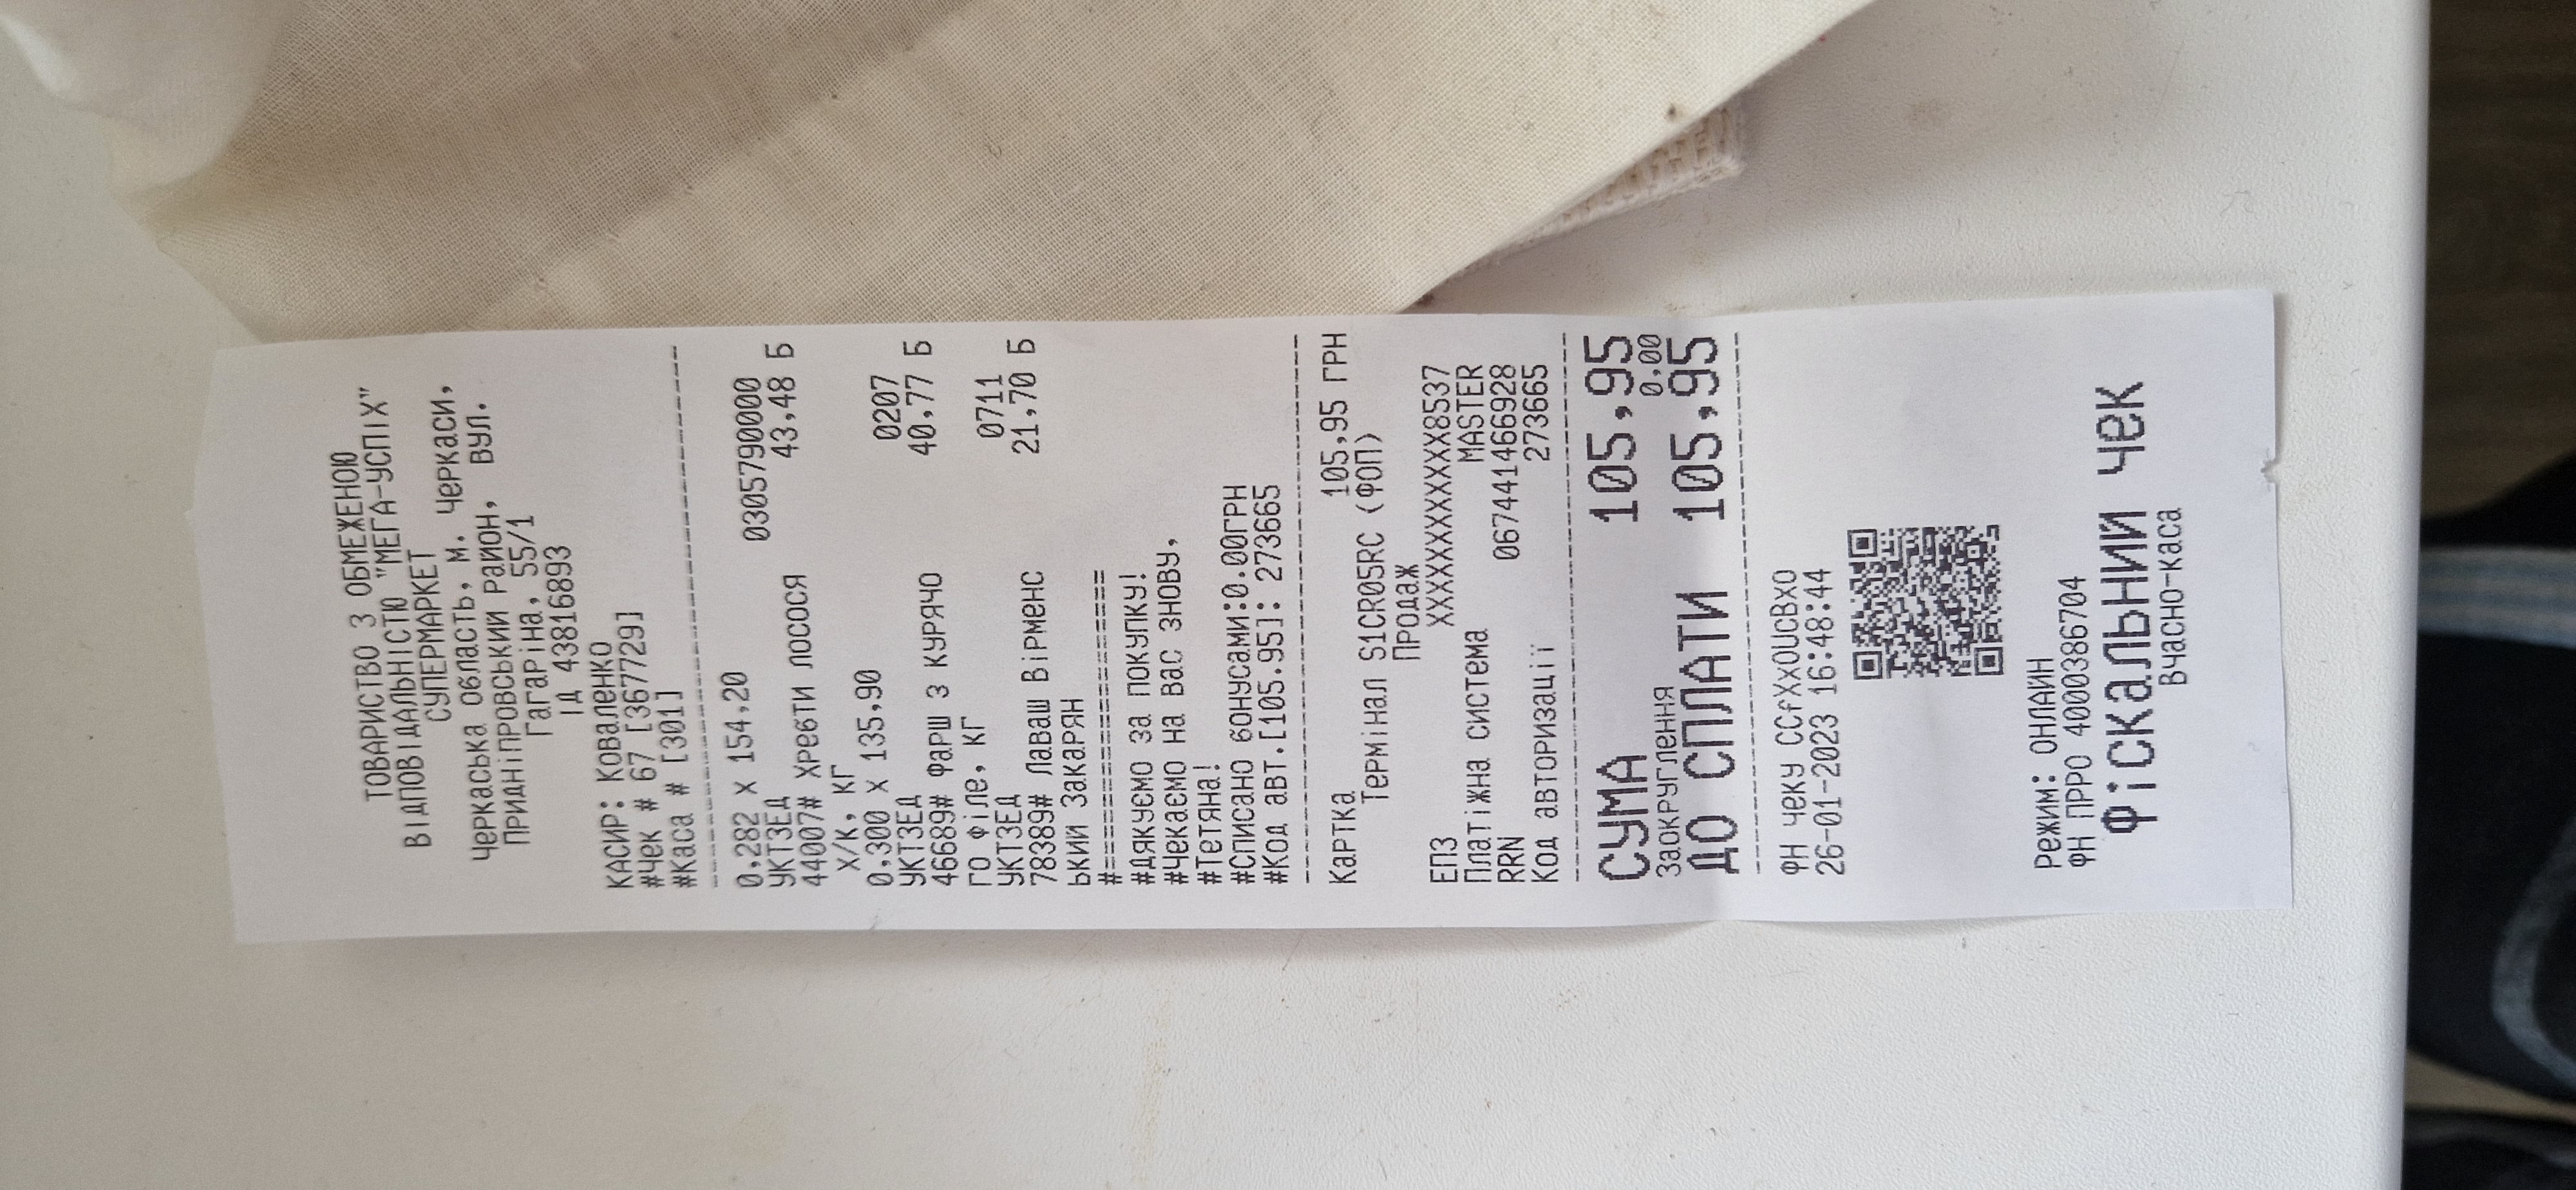 ТОВАРИСТВО З ОБМЕЖЕНОЮ
ВІДПОВІДАЛЬНІСТЮ "МЕГА-УСПІХ"
СУПЕРМАРКЕТ
Черкаська область, м. Черкаси,
Придніпровський район, вул.
Гагаріна, 55/1
ІД 43816893
КАСИР: Коваленко
#Чек # 67 [367729]
#Каса # [301]
0,282 X 154,20
УКТЗЕД 0305790000
44007# Хребти лосося 43,48 Б
Х/К, КГ
0,300 X 135,90
УКТЗЕД 0207
46689# Фарш з курячо 40,77 Б
го філе, кг
УКТЗЕД 0711
78389# Лаваш Вірменс 21,70 Б
ький Закарян
#===================
#Дякуємо за покупку!
#Чекаємо на Вас знову,
#Тетяна!
#Списано бонусами:0.00ГРН
#Код авт.[105.95]: 273665
Картка 105,95 ГРН
Термінал S1CR05RC (ФОП)
Продаж
ЕПЗ XXXXXXXXXXXXXXX8537
Платіжна система MASTER
RRN 067441466928
Код авторизації 273665
СУМА 105,95
Заокруглення 0.00
ДО СПЛАТИ 105,95
ФН чеку CCfXxOUcBxO
26-01-2023 16:48:44
Режим: ОНЛАЙН
ФН ПРРО 4000386704
Фіскальний чек
Вчасно-каса